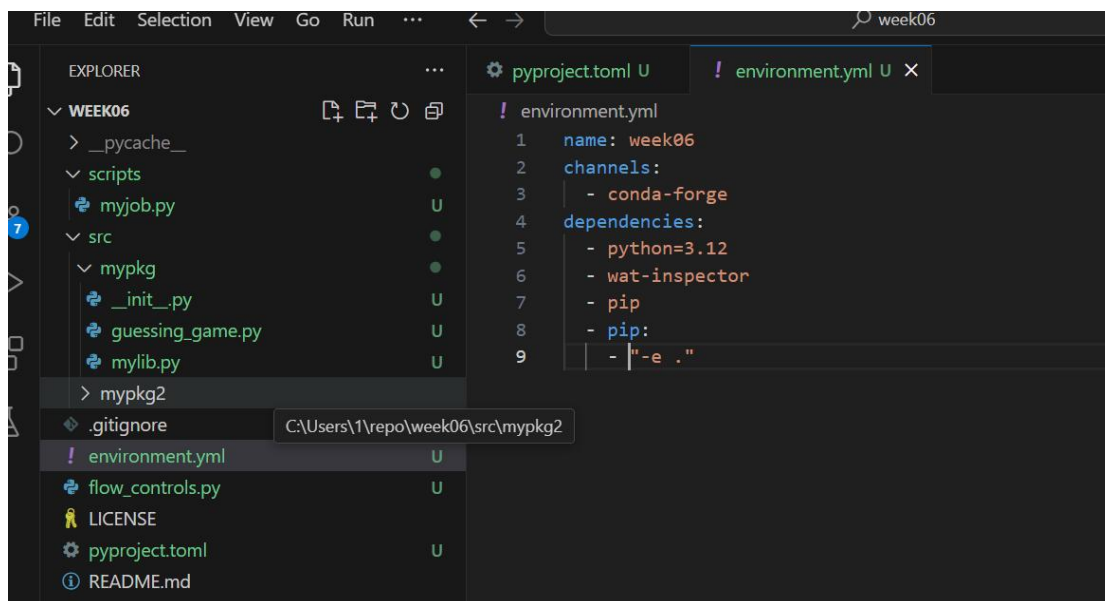 File Edit Selection View Go Run ··· ← → week06
EXPLORER ···
pyproject.toml U
! environment.yml U ×
WEEK06
__pycache__
scripts
myjob.py U
src
mypkg
__init__.py U
guessing_game.py U
mylib.py U
mypkg2
.gitignore
! environment.yml U
flow_controls.py U
LICENSE
pyproject.toml U
README.md
7
C:\Users\1\repo\week06\src\mypkg2
! environment.yml
1 name: week06
2 channels:
3 - conda-forge
4 dependencies:
5 - python=3.12
6 - wat-inspector
7 - pip
8 - pip:
9 - "-e ."